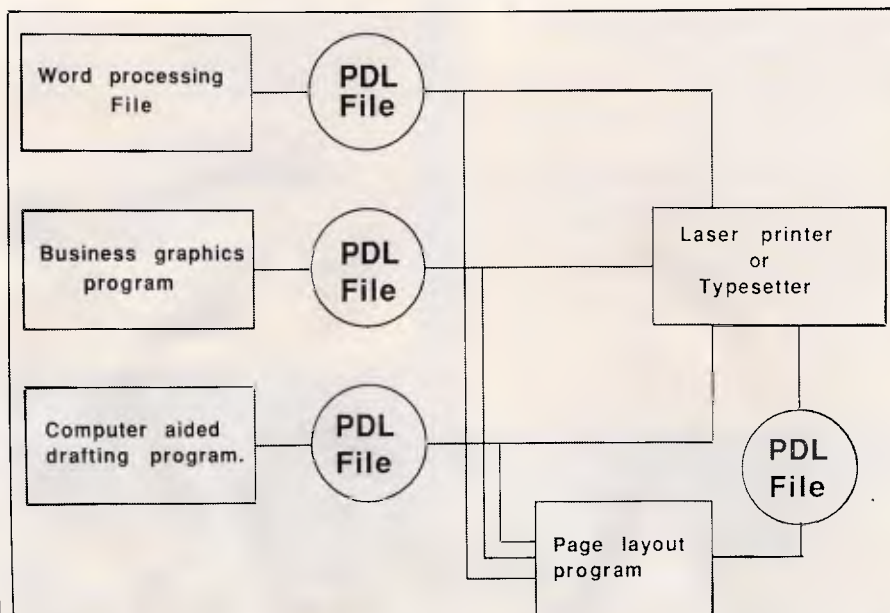 Word processing
File
PDL
File
Business graphics
program
PDL
File
Laser printer
or
Typesetter
Computer aided
drafting program.
PDL
File
PDL
File
Page layout
program